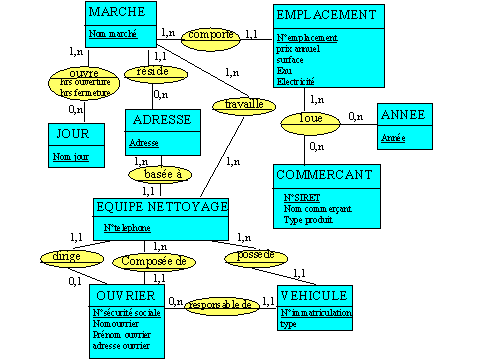 MARCHE
Nom marché
1,n
comporte
1,1
EMPLACEMENT
N°emplacement
prix annuel
surface
Eau
Electricité
1,n
ouvre
hrs ouverture
hrs fermeture
0,n
1,1
réside
0,n
1,n
travaille
1,n
1,n
loue
0,n
0,n
ANNEE
Année
JOUR
Nom jour
ADRESSE
Adresse
1,n
basée à
1,1
COMMERCANT
N°SIRET
Nom commerçant
Type produit
EQUIPE NETTOYAGE
N°telephone
1,1
dirige
0,1
1,n
Composée de
1,1
1,n
possède
1,1
OUVRIER
N°sécurité sociale
Nom ouvrier
Prénom ouvrier
adresse ouvrier
0,n
responsable de
1,1
VEHICULE
N°immatriculation
type